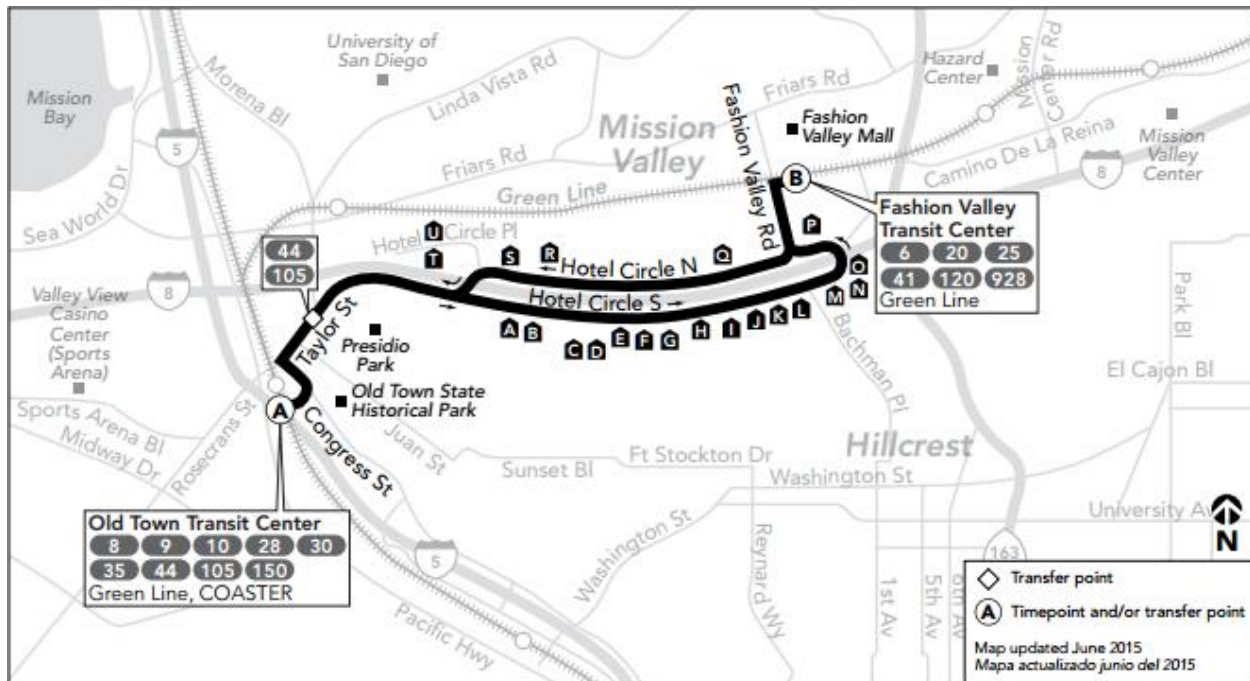 University of
San Diego
Linda Vista Rd
Morena Bl
Mission
Bay
5
Friars Rd
Mission
Valley
Fashion Valley Rd
Friars Rd
Fashion
Valley Mall
Hazard
Center
Mission
Center Rd
Mission
Valley
Center
Camino De La Reina
8
Sea World Dr
Green Line
B
Fashion Valley
Transit Center
6 20 25
41 120 928
Green Line
44
105
Hotel Circle Pl
U
T
S
R
Q
P
O
N
Hotel Circle N
Hotel Circle S
A
B
C
D
E
F
G
H
I
J
K
L
M
8
Valley View
Casino
Center
(Sports
Arena)
Taylor St
Presidio
Park
Old Town State
Historical Park
A
Congress St
Juan St
Sports Arena Bl
Midway Dr
Rosecrans St
Sunset Bl
Ft Stockton Dr
Washington St
Washington St
Bachman Pl
Hillcrest
Park Bl
El Cajon Bl
University Av
Reynard Wy
1st Av
5th Av
6th Av
163
5
Pacific Hwy
Old Town Transit Center
8 9 10 28 30
35 44 105 150
Green Line, COASTER
N
Transfer point
A Timepoint and/or transfer point
Map updated June 2015
Mapa actualizado junio del 2015